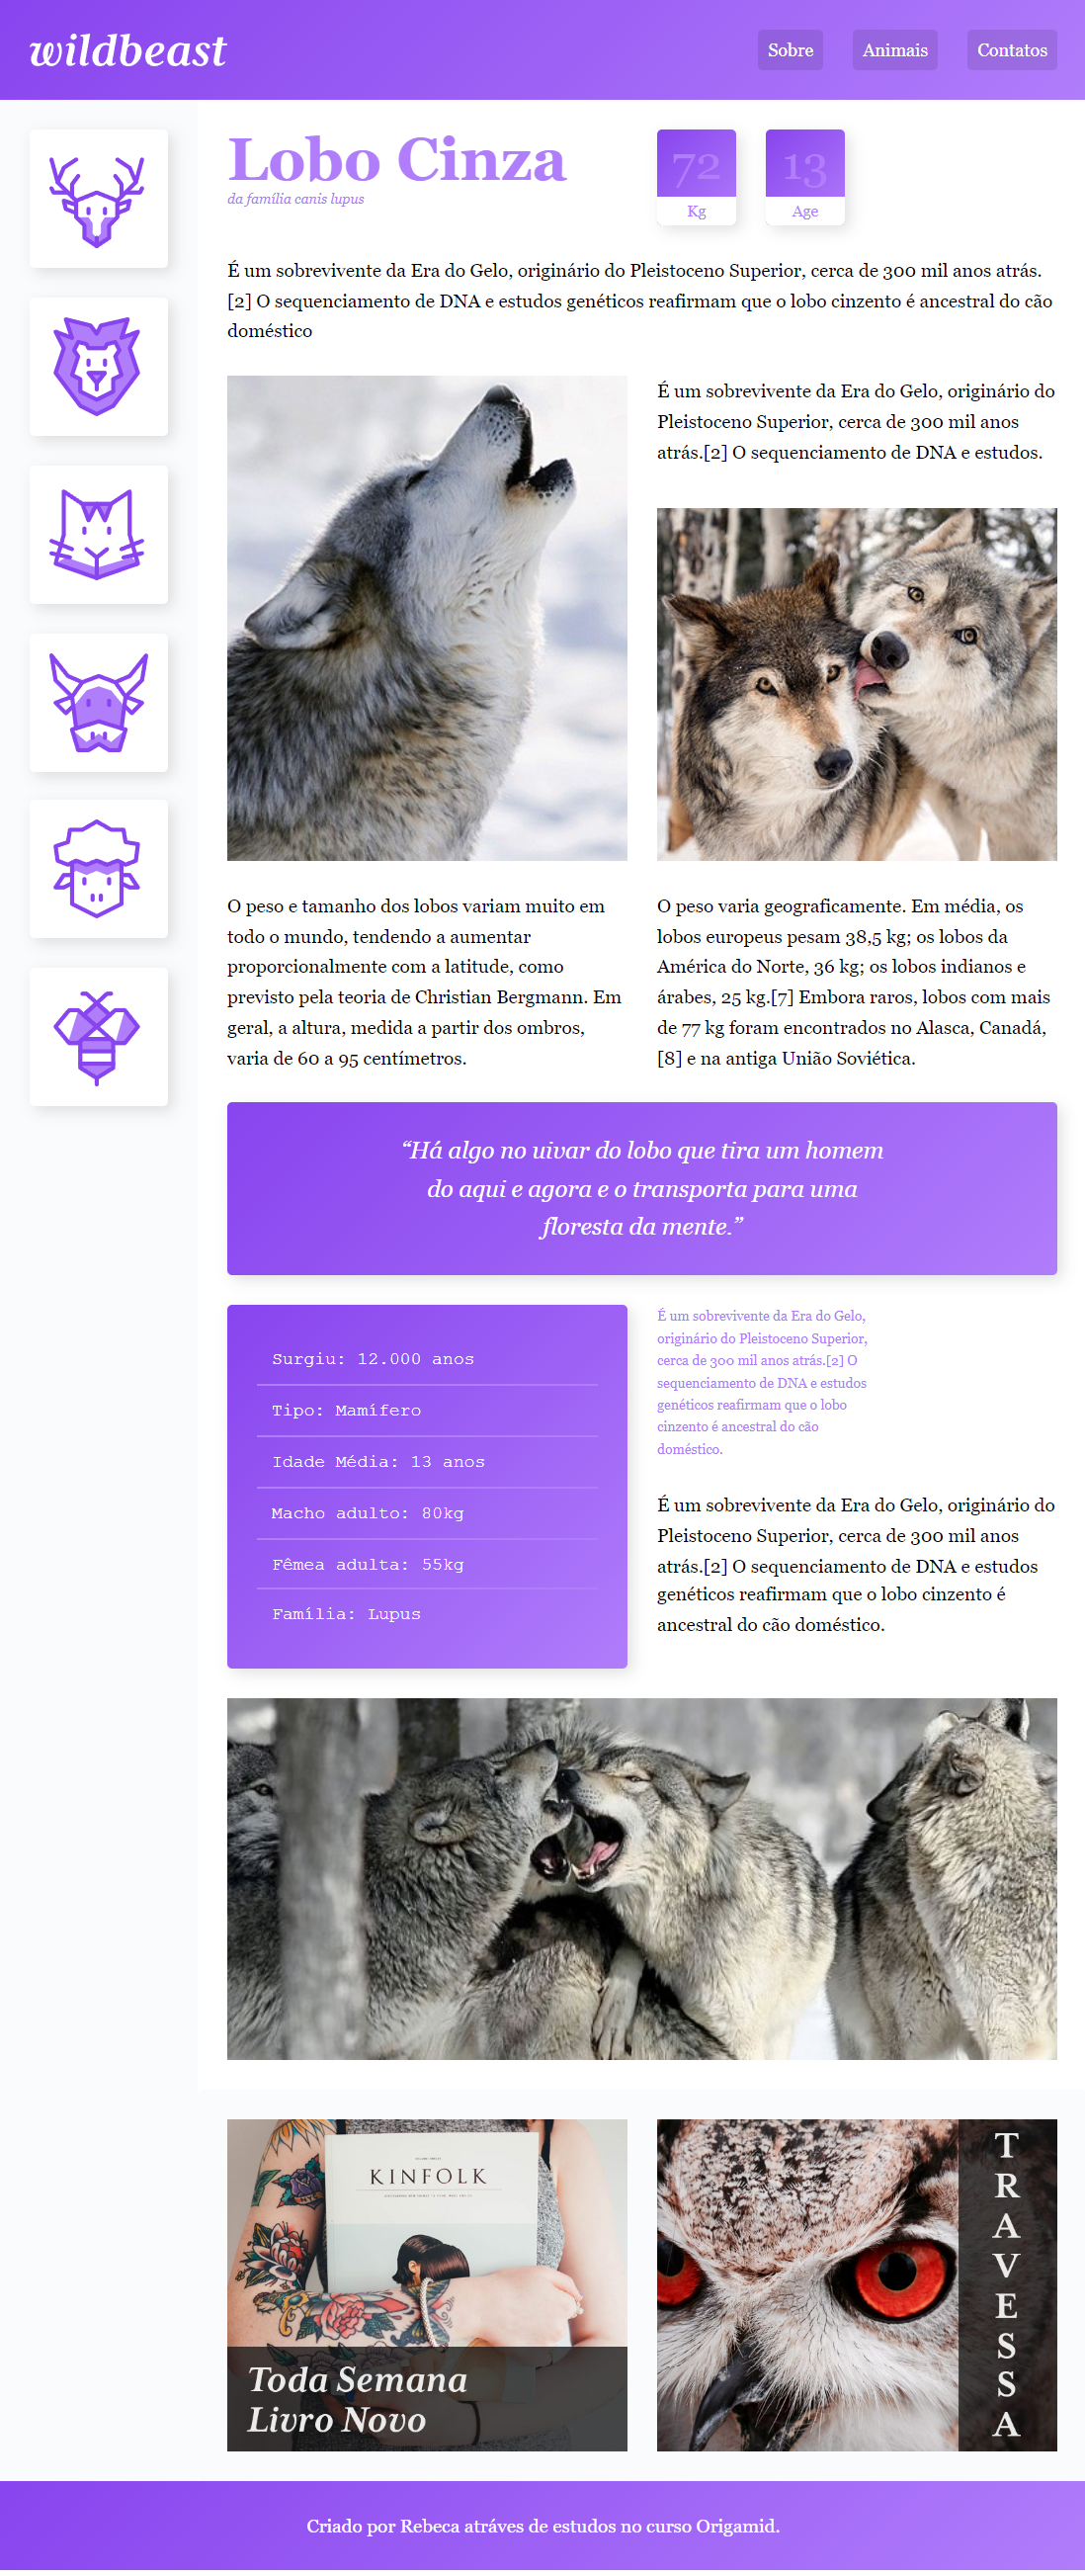 wildbeast
Sobre
Animais
Contatos
Lobo Cinza
da família canis lupus
72
Kg
13
Age
É um sobrevivente da Era do Gelo, originário do Pleistoceno Superior, cerca de 300 mil anos atrás.
[2] O sequenciamento de DNA e estudos genéticos reafirmam que o lobo cinzento é ancestral do cão
doméstico
É um sobrevivente da Era do Gelo, originário do
Pleistoceno Superior, cerca de 300 mil anos
atrás.[2] O sequenciamento de DNA e estudos.
O peso e tamanho dos lobos variam muito em
todo o mundo, tendendo a aumentar
proporcionalmente com a latitude, como
previsto pela teoria de Christian Bergmann. Em
geral, a altura, medida a partir dos ombros,
varia de 60 a 95 centímetros.
O peso varia geograficamente. Em média, os
lobos europeus pesam 38,5 kg; os lobos da
América do Norte, 36 kg; os lobos indianos e
árabes, 25 kg.[7] Embora raros, lobos com mais
de 77 kg foram encontrados no Alasca, Canadá,
[8] e na antiga União Soviética.
“Há algo no uivar do lobo que tira um homem
do aqui e agora e o transporta para uma
floresta da mente.”
Surgiu: 12.000 anos
Tipo: Mamífero
Idade Média: 13 anos
Macho adulto: 80kg
Fêmea adulta: 55kg
Família: Lupus
É um sobrevivente da Era do Gelo,
originário do Pleistoceno Superior,
cerca de 300 mil anos atrás.[2] O
sequenciamento de DNA e estudos
genéticos reafirmam que o lobo
cinzento é ancestral do cão
doméstico.
É um sobrevivente da Era do Gelo, originário do
Pleistoceno Superior, cerca de 300 mil anos
atrás.[2] O sequenciamento de DNA e estudos
genéticos reafirmam que o lobo cinzento é
ancestral do cão doméstico.
KINFOLK
Toda Semana
Livro Novo
TRAVESSA
Criado por Rebeca atráves de estudos no curso Origamid.